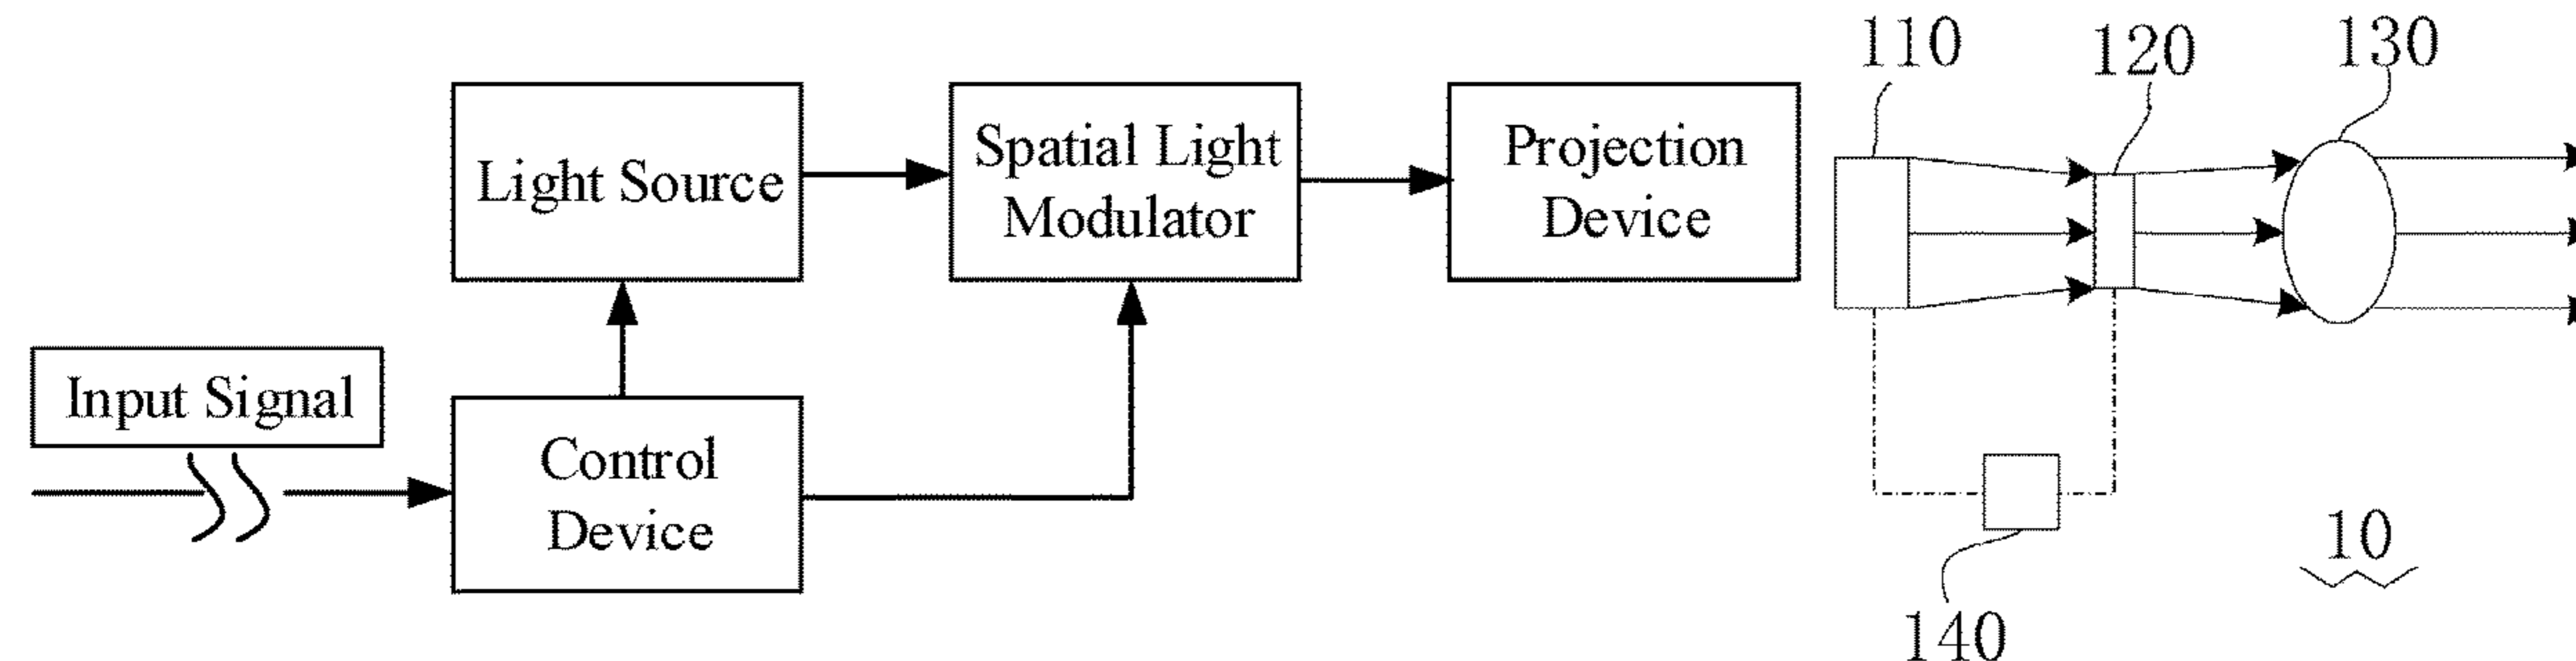 Light Source
Spatial Light
Modulator
Projection
Device
Input Signal
Control
Device
110
120
130
140
10